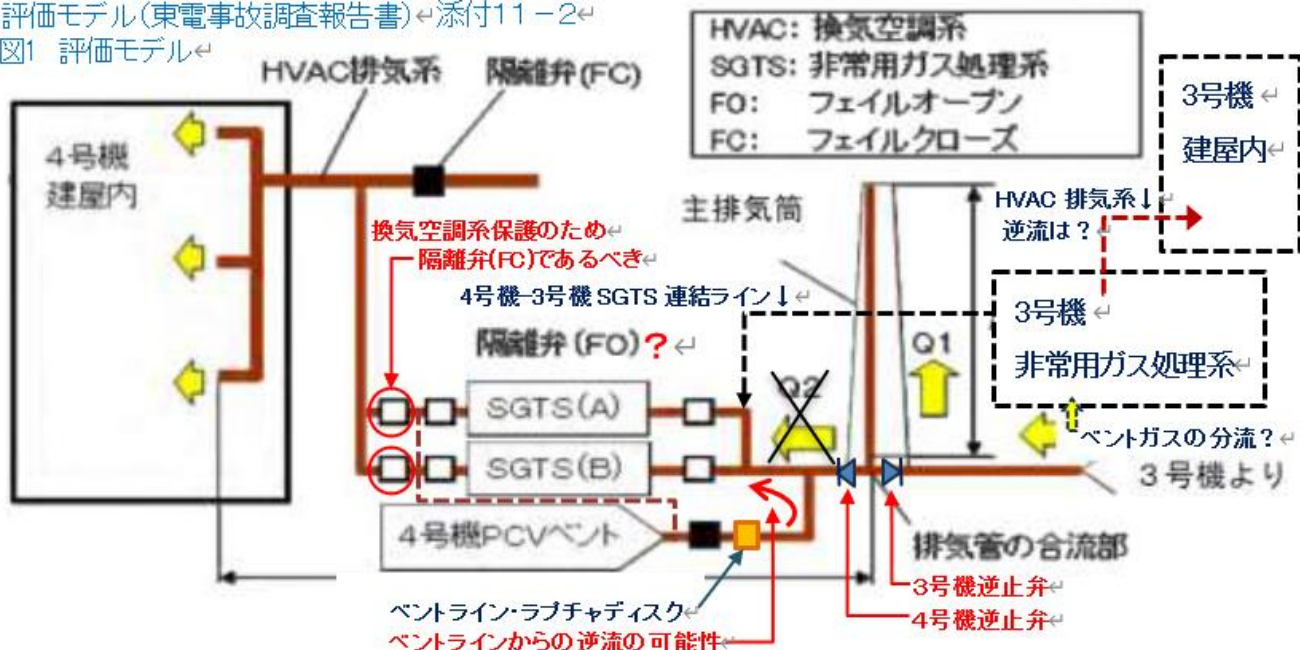 評価モデル(東電事故調査報告書)↵添付11－2↵
図1 評価モデル↵
HVAC排気系
隔離弁(FC)
HVAC: 換気空調系
SGTS: 非常用ガス処理系
FO: フェイルオープン
FC: フェイルクローズ
3号機↵
建屋内↵
4号機
建屋内
主排気筒
HVAC 排気系↓↵
逆流は？↵
換気空調系保護のため↵
隔離弁(FC)であるべき↵
4号機-3号機 SGTS 連結ライン↓↵
3号機↵
非常用ガス処理系↵
隔離弁(FO)？↵
Q1
Q2
SGTS(A)
SGTS(B)
ベントガスの分流？↵
3号機より
4号機PCVベント
排気管の合流部
3号機逆止弁↵
4号機逆止弁↵
ベントライン・ラプチャディスク↵
ベントラインからの逆流の可能性↵